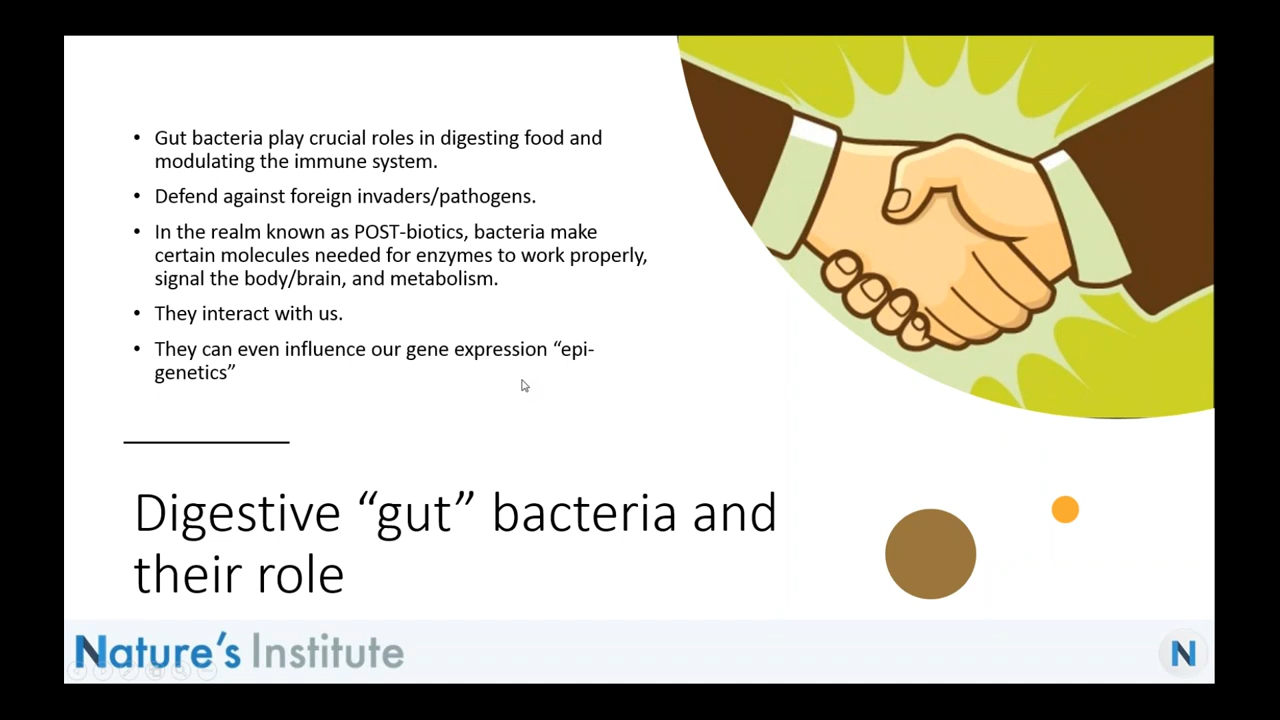 • Gut bacteria play crucial roles in digesting food and
modulating the immune system.
• Defend against foreign invaders/pathogens.
• In the realm known as POST-biotics, bacteria make
certain molecules needed for enzymes to work properly,
signal the body/brain, and metabolism.
• They interact with us.
• They can even influence our gene expression “epi-
genetics”
Digestive “gut” bacteria and
their role
Nature’s Institute
N